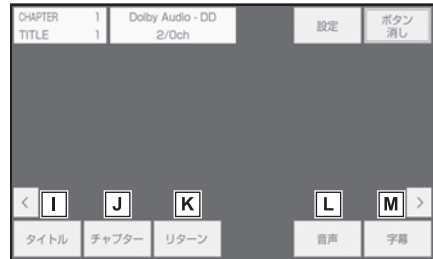 CHAPTER 1
TITLE 1
Dolby Audio - DD
2/0ch
設定
ボタン
消し
< I J K L M >
タイトル チャプター リターン 音声 字幕